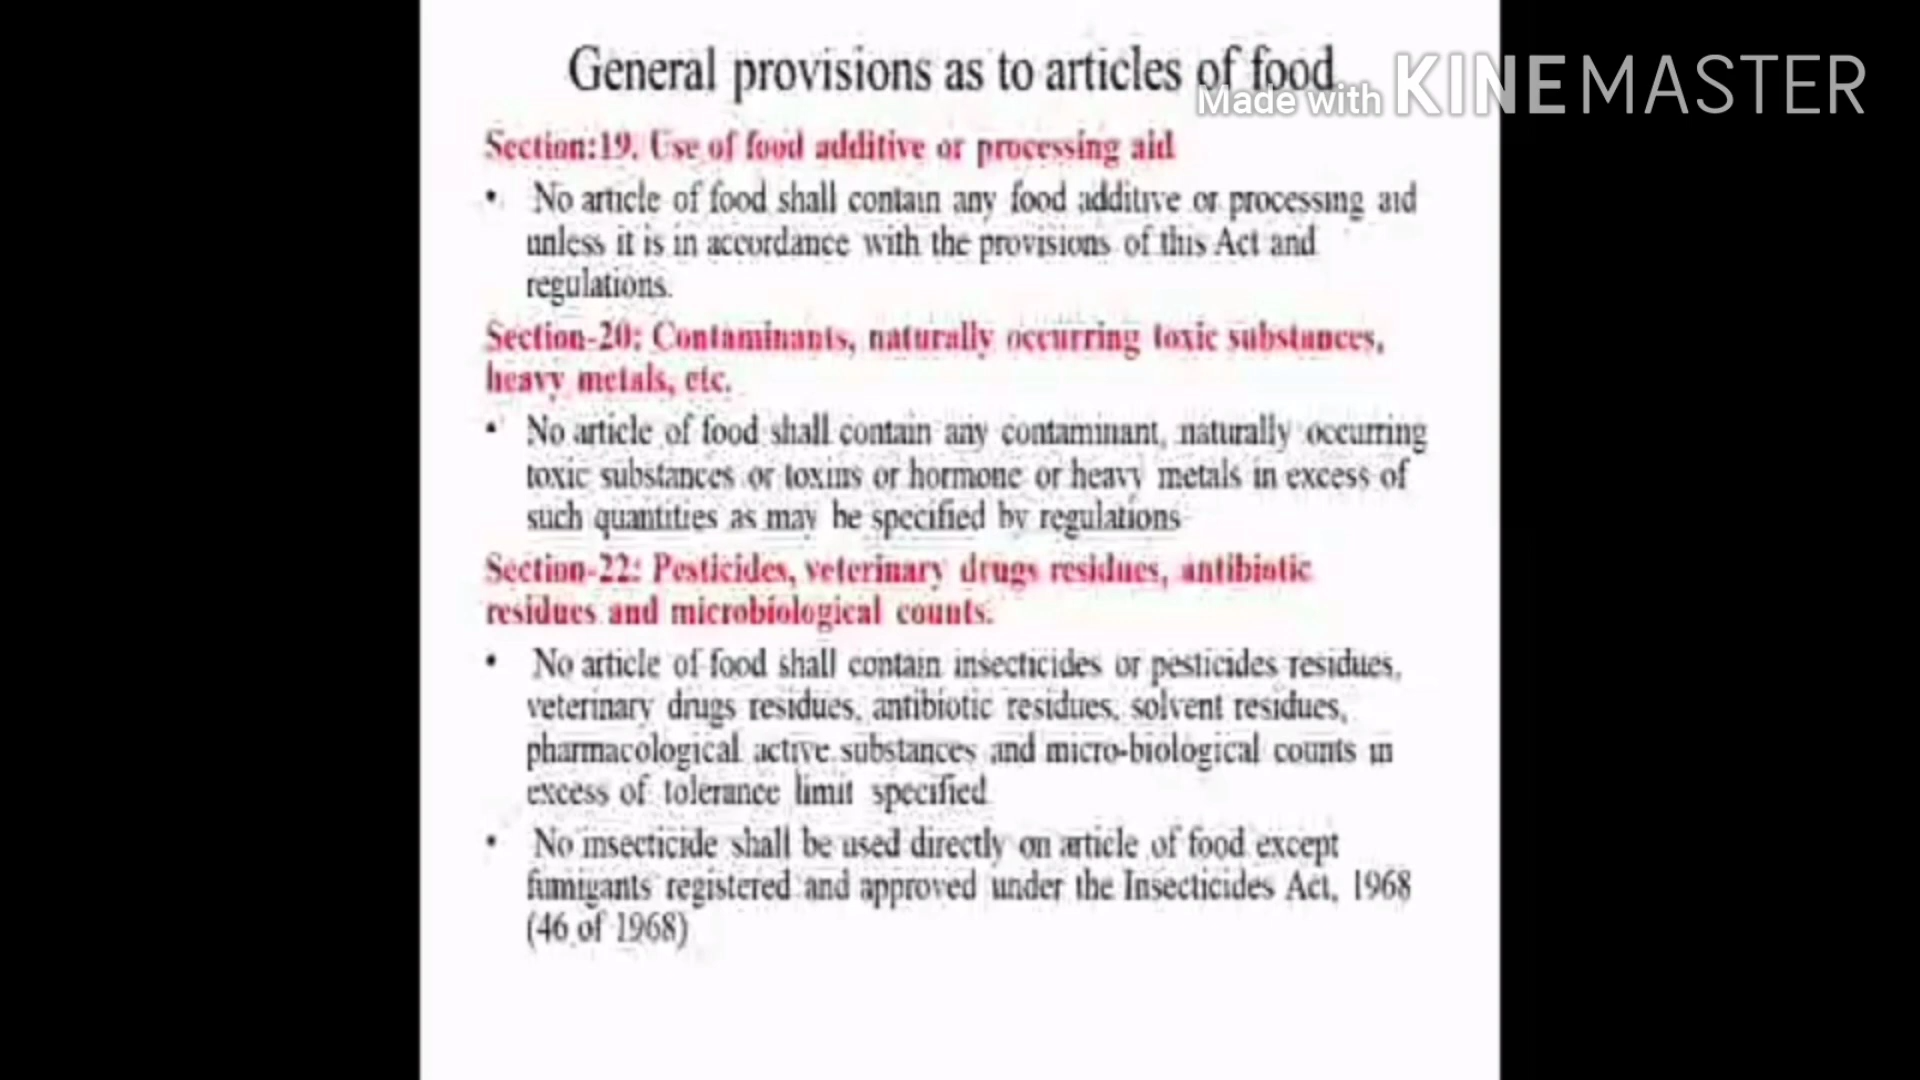 General provisions as to articles of food
Made with KINEMASTER
Section:19. Use of food additive or processing aid
• No article of food shall contain any food additive or processing aid
unless it is in accordance with the provisions of this Act and
regulations.
Section-20: Contaminants, naturally occurring toxic substances,
heavy metals, etc.
• No article of food shall contain any contaminant, naturally occurring
toxic substances or toxins or hormone or heavy metals in excess of
such quantities as may be specified by regulations
Section-22: Pesticides, veterinary drugs residues, antibiotic
residues and microbiological counts.
• No article of food shall contain insecticides or pesticides residues,
veterinary drugs residues, antibiotic residues, solvent residues,
pharmacological active substances and micro-biological counts in
excess of tolerance limit specified
• No insecticide shall be used directly on article of food except
fumigants registered and approved under the Insecticides Act, 1968
(46 of 1968)